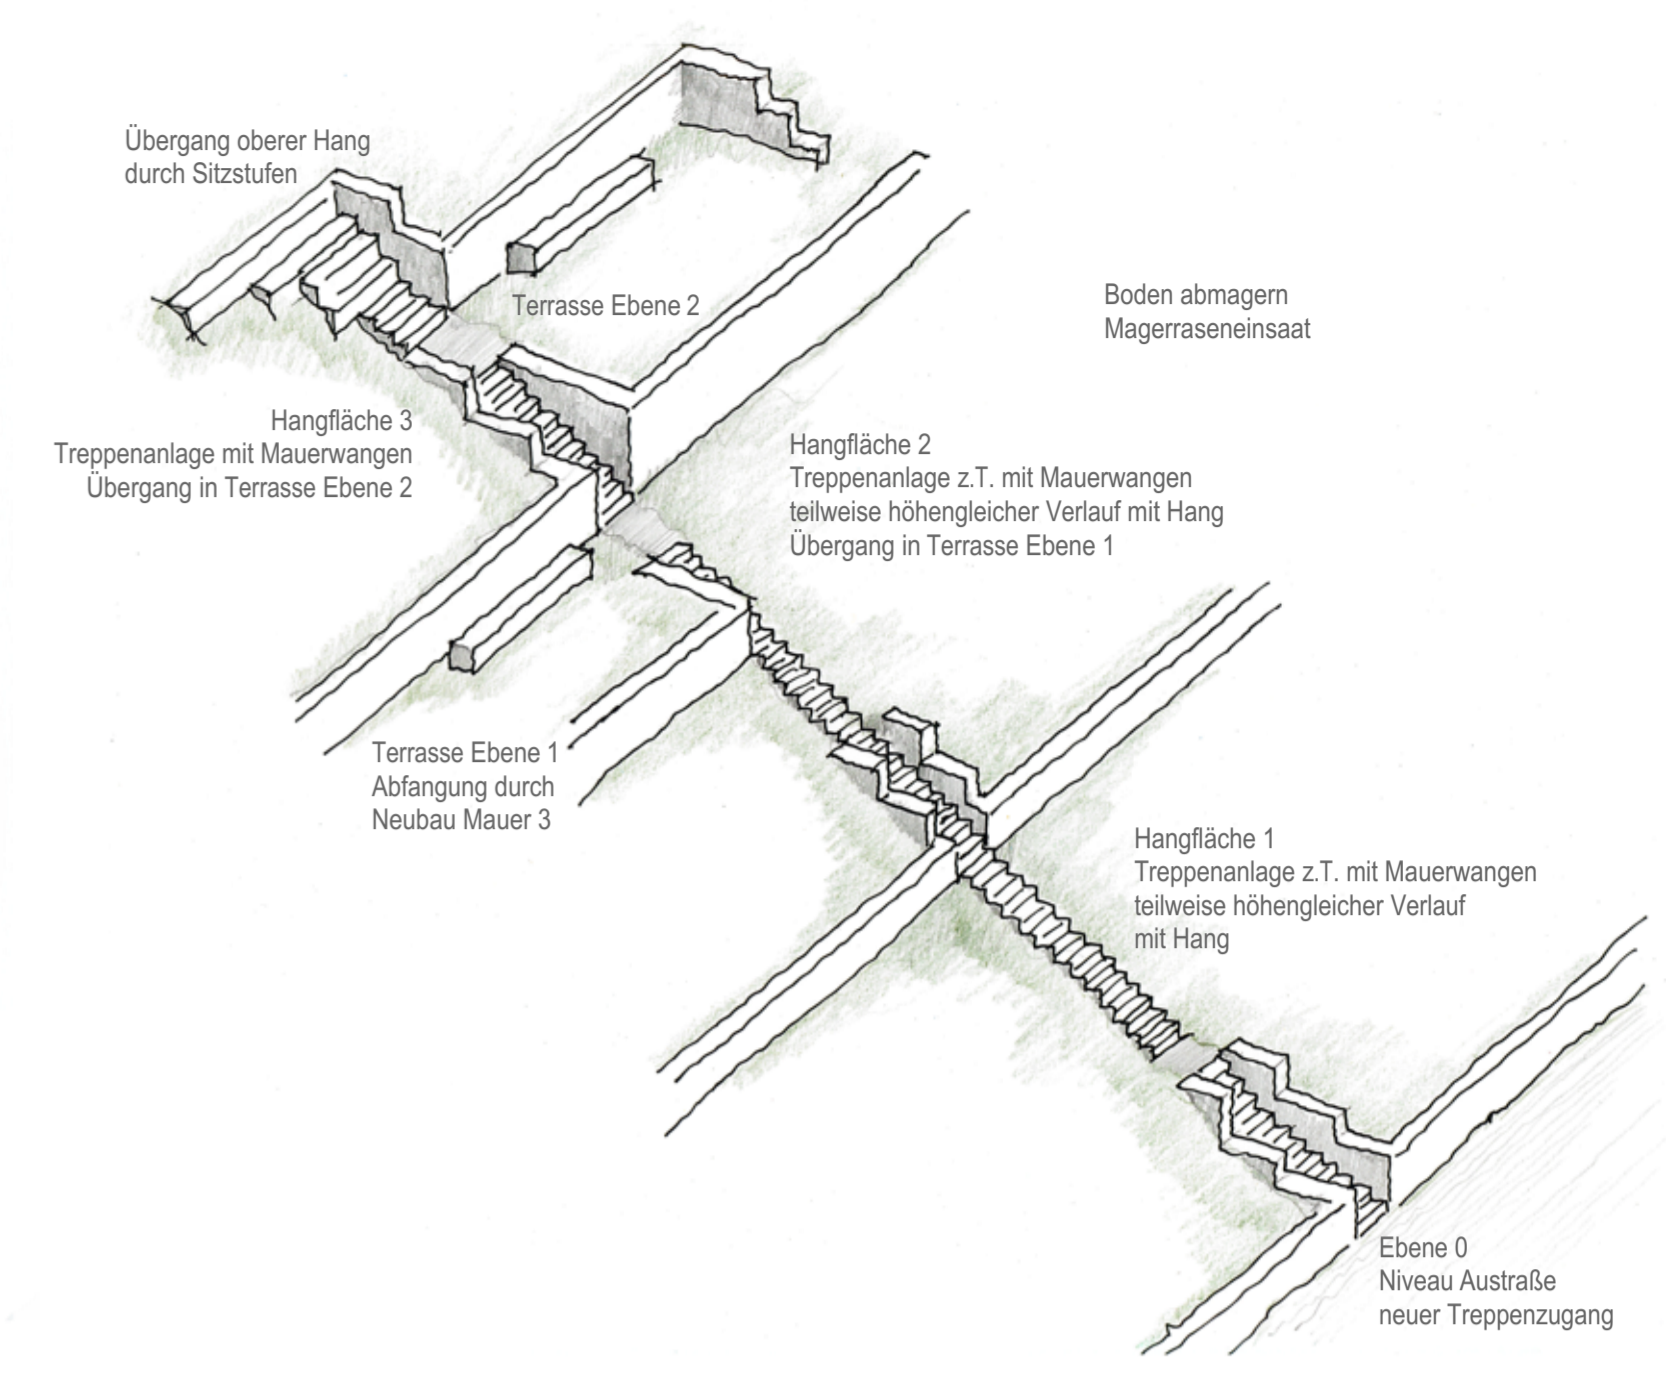 Übergang oberer Hang
durch Sitzstufen
Terrasse Ebene 2
Boden abmagern
Magerraseneinsaat
Hangfläche 3
Treppenanlage mit Mauerwangen
Übergang in Terrasse Ebene 2
Hangfläche 2
Treppenanlage z.T. mit Mauerwangen
teilweise höhengleicher Verlauf mit Hang
Übergang in Terrasse Ebene 1
Terrasse Ebene 1
Abfangung durch
Neubau Mauer 3
Hangfläche 1
Treppenanlage z.T. mit Mauerwangen
teilweise höhengleicher Verlauf
mit Hang
Ebene 0
Niveau Austraße
neuer Treppenzugang